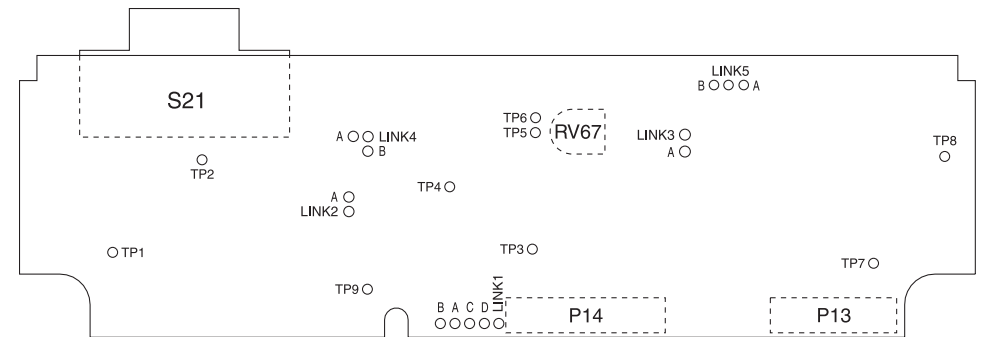 LINK5
B A
S21
TP6
TP5
RV67
A LINK4
B
LINK3
A
TP8
TP2
TP4
A
LINK2
TP1
TP3
TP7
TP9
LINK1
B A C D
P14
P13